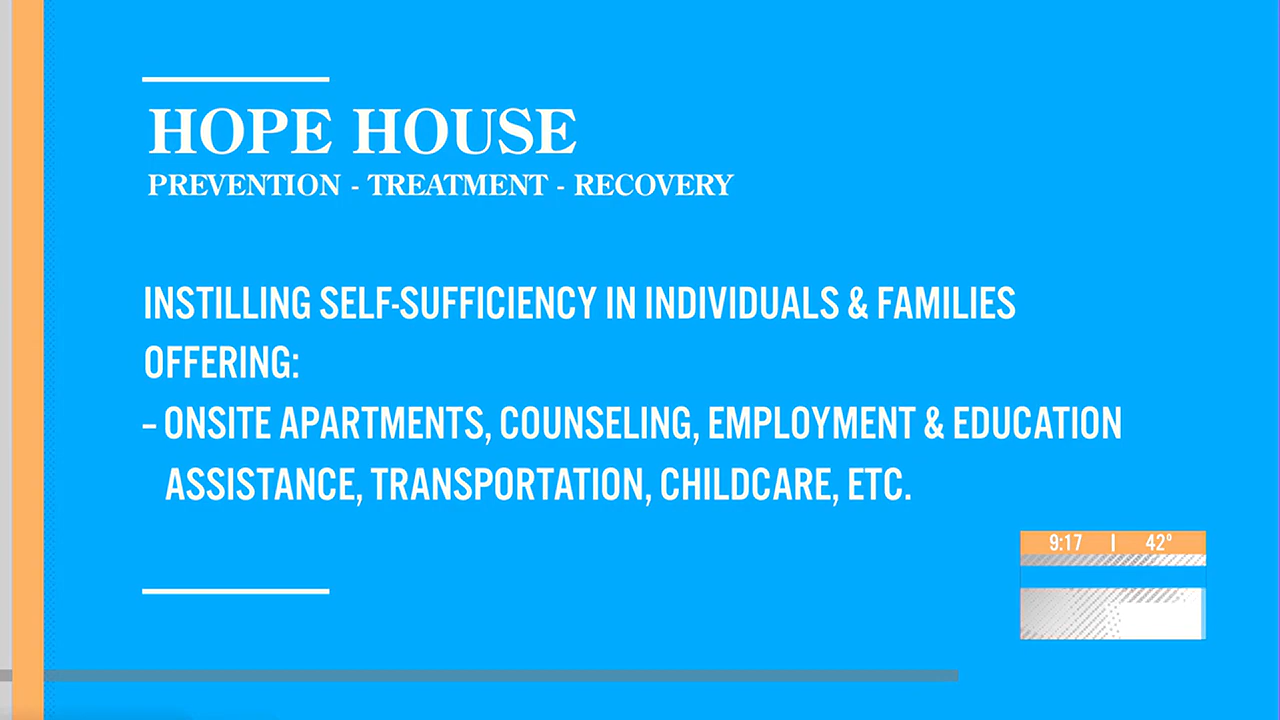 HOPE HOUSE
PREVENTION - TREATMENT - RECOVERY
INSTILLING SELF-SUFFICIENCY IN INDIVIDUALS & FAMILIES
OFFERING:
– ONSITE APARTMENTS, COUNSELING, EMPLOYMENT & EDUCATION
ASSISTANCE, TRANSPORTATION, CHILDCARE, ETC.
9:17 | 42º